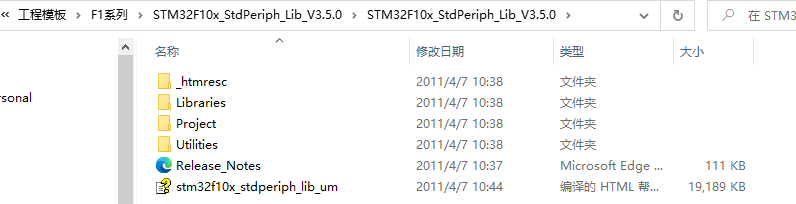 « 工程模板 › F1系列 › STM32F10x_StdPeriph_Lib_V3.5.0 › STM32F10x_StdPeriph_Lib_V3.5.0 › 在 STM3
名称 修改日期 类型 大小
_htmresc 2011/4/7 10:38 文件夹
rsonal
Libraries 2011/4/7 10:38 文件夹
Project 2011/4/7 10:38 文件夹
Utilities 2011/4/7 10:38 文件夹
Release_Notes 2011/4/7 10:37 Microsoft Edge ... 111 KB
stm32f10x_stdperiph_lib_um 2011/4/7 10:44 编译的 HTML 帮... 19,189 KB